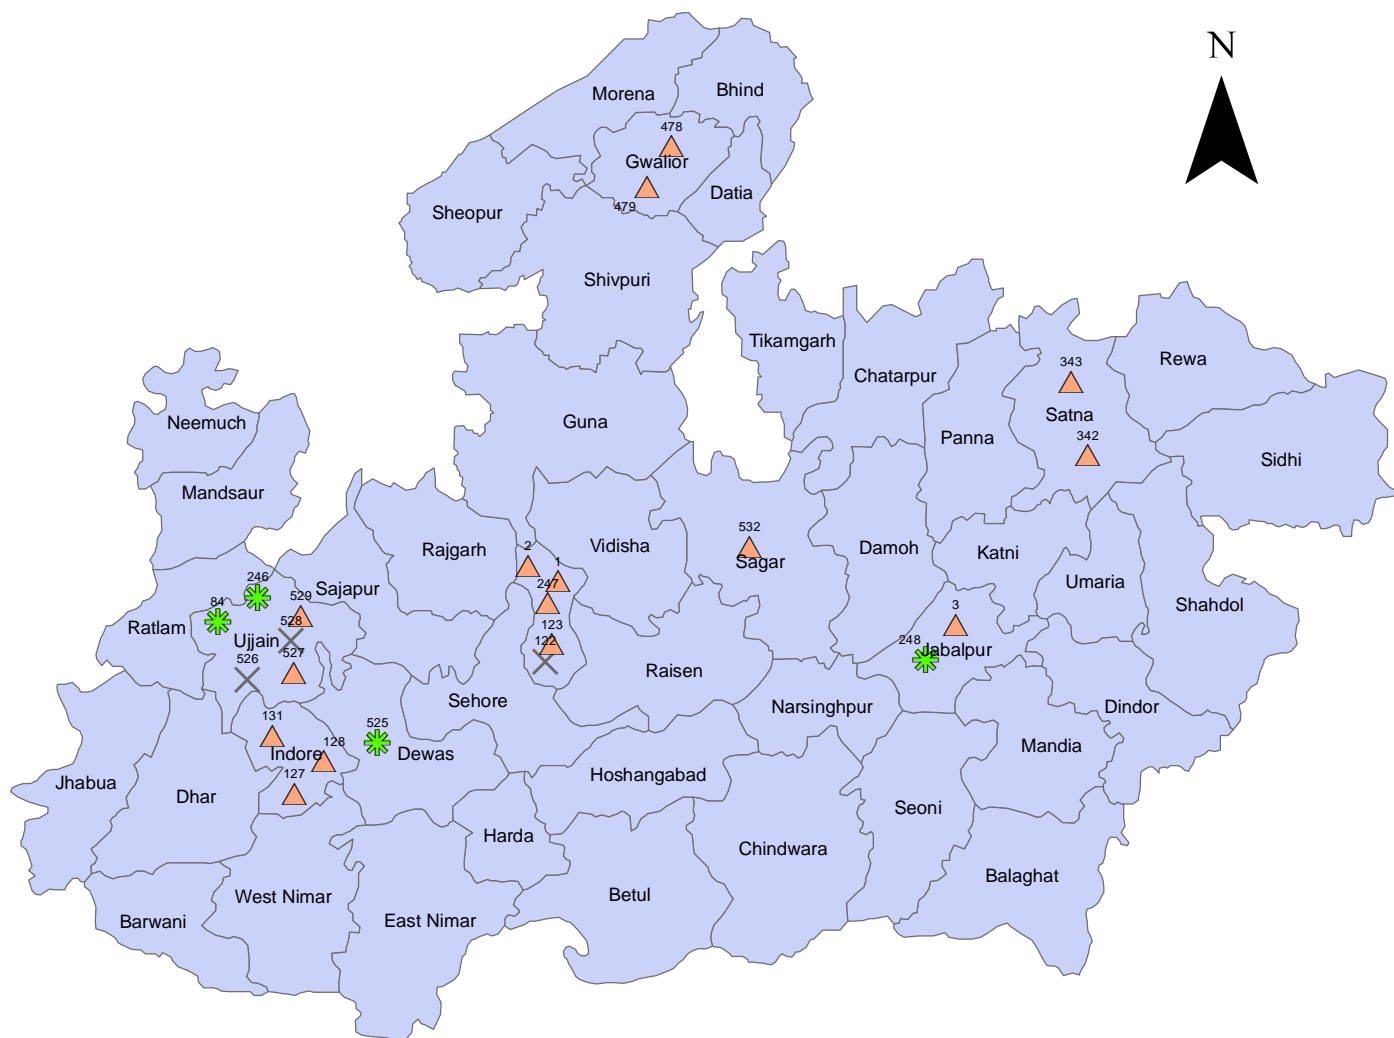 N
Morena
Bhind
478
Gwalior
Datia
479
Sheopur
Shivpuri
Tikamgarh
343
Rewa
Chatarpur
Satna
Neemuch
Guna
Panna
342
Sidhi
Mandsaur
532
2
Vidisha
Rajgarh
Damoh
Katni
Sagar
1
246
247
Sajapur
Umaria
84
529
Shahdol
3
528
123
Ratlam
Ujjain
122
248
Jabalpur
526
527
Raisen
Sehore
Narsinghpur
Dindor
131
525
128
Indore
Dewas
Mandia
127
Hoshangabad
Jhabua
Dhar
Seoni
Harda
Chindwara
Balaghat
West Nimar
Betul
Barwani
East Nimar